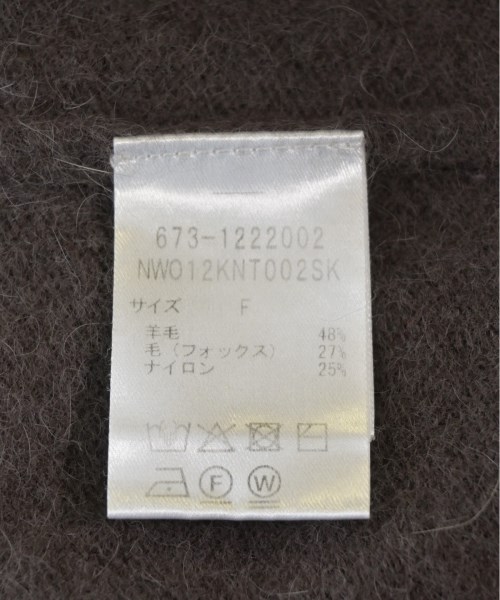 673-1222002
NWO12KNT002SK
サイズ F
羊毛 48%
毛(フォックス) 27%
ナイロン 25%
F W